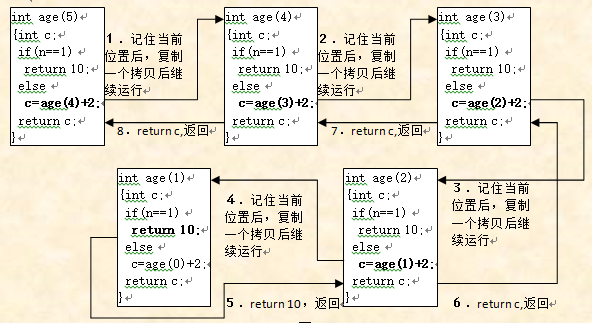 int age(5)
{int c;
if(n==1)
return 10;
else
c=age(4)+2;
return c;
}
1．记住当前
位置后，复制
一个拷贝后继
续运行
int age(4)
{int c;
if(n==1)
return 10;
else
c=age(3)+2;
return c;
}
2．记住当前
位置后，复制
一个拷贝后继
续运行
int age(3)
{int c;
if(n==1)
return 10;
else
c=age(2)+2;
return c;
}
8．return c,返回
7．return c,返回
int age(1)
{int c;
if(n==1)
return 10;
else
c=age(0)+2;
return c;
}
4．记住当前
位置后，复制
一个拷贝后继
续运行
int age(2)
{int c;
if(n==1)
return 10;
else
c=age(1)+2;
return c;
}
3．记住当前
位置后，复制
一个拷贝后继
续运行
5．return 10，返回
6．return c,返回